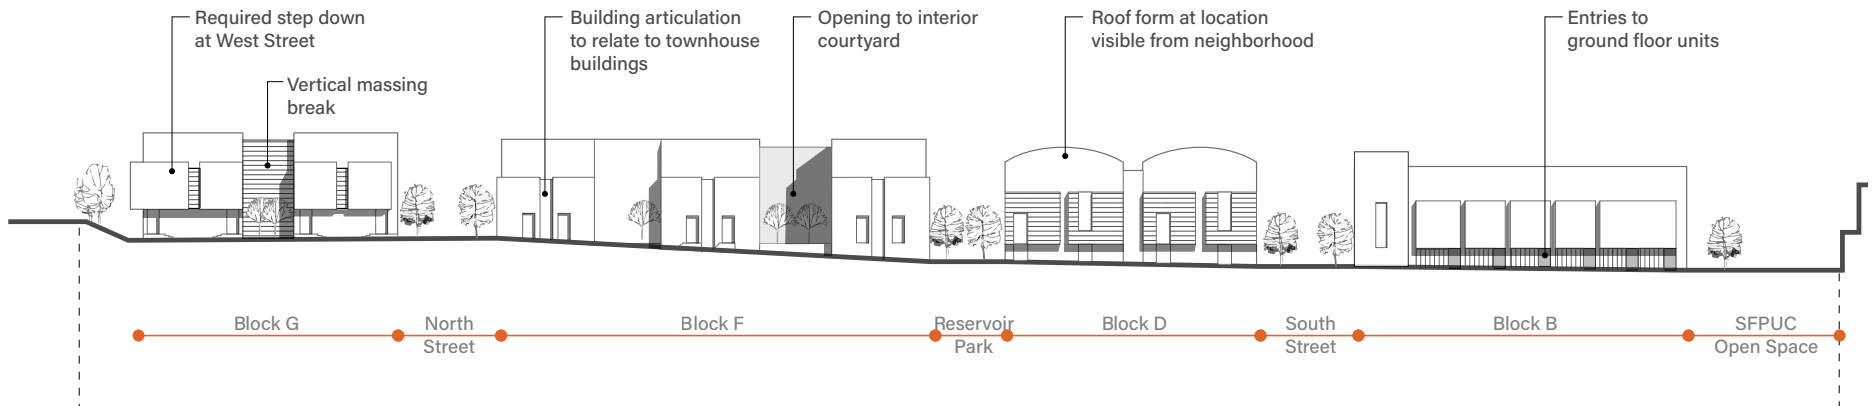 Required step down
at West Street
Vertical massing
break
Building articulation
to relate to townhouse
buildings
Opening to interior
courtyard
Roof form at location
visible from neighborhood
Entries to
ground floor units
Block G
North
Street
Block F
Reservoir
Park
Block D
South
Street
Block B
SFPUC
Open Space